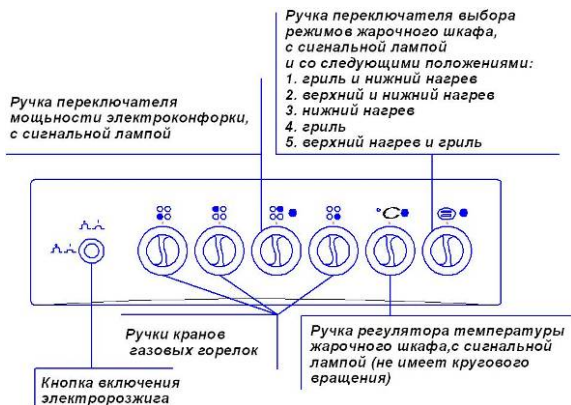 Ручка переключателя выбора
режимов жарочного шкафа,
с сигнальной лампой
и со следующими положениями:
1. гриль и нижний нагрев
2. верхний и нижний нагрев
3. нижний нагрев
4. гриль
5. верхний нагрев и гриль
Ручка переключателя
мощности электроконфорки,
с сигнальной лампой
°C
Ручки кранов
газовых горелок
Ручка регулятора температуры
жарочного шкафа,с сигнальной
лампой (не имеет кругового
вращения)
Кнопка включения
электророзжига